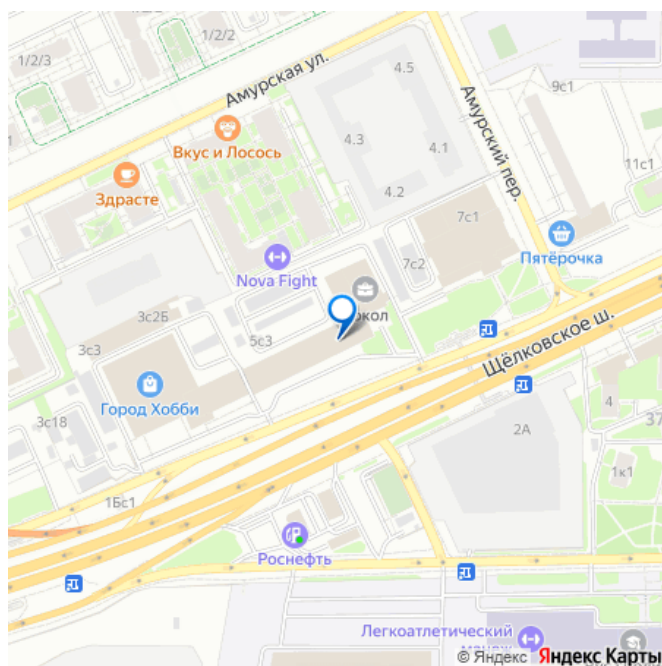 1/2/2
1/2/3
4.5
Амурская ул.
9с1
4.3
4.1
Амурский пер.
Вкус и Лосось
11с1
Здрасте
4.2
7с1
7с2
Пятёрочка
Nova Fight
3с2Б
окол
3с3
5с3
Щёлковское ш.
Город Хобби
4
3с18
2А
37
1к1
1Бс1
Роснефть
Легкоатлетический
манеж
© Яндекс Яндекс Карты